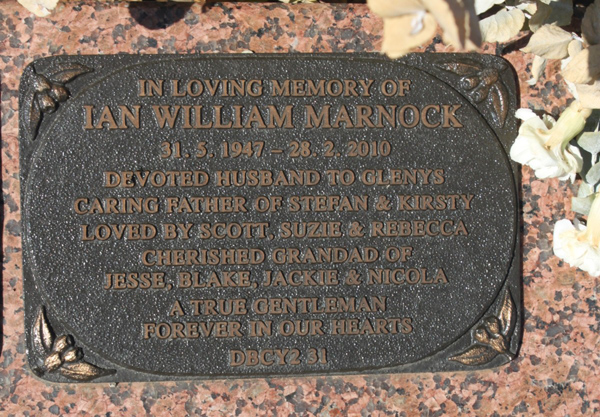 IN LOVING MEMORY OF
IAN WILLIAM MARNOCK
31. 5. 1947 - 28. 2. 2010
DEVOTED HUSBAND TO GLENYS
CARING FATHER OF STEFAN & KIRSTY
LOVED BY SCOTT, SUZIE & REBECCA
CHERISHED GRANDAD OF
JESSE, BLAKE, JACKIE & NICOLA
A TRUE GENTLEMAN
FOREVER IN OUR HEARTS
DBCY2 31